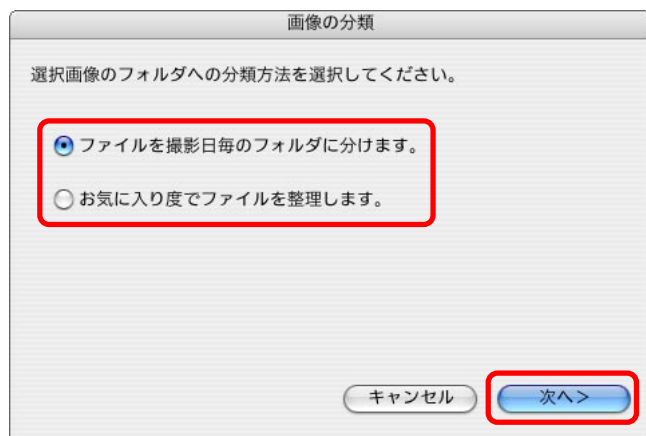 画像の分類
選択画像のフォルダへの分類方法を選択してください。
ファイルを撮影日毎のフォルダに分けます。
お気に入り度でファイルを整理します。
キャンセル
次へ＞